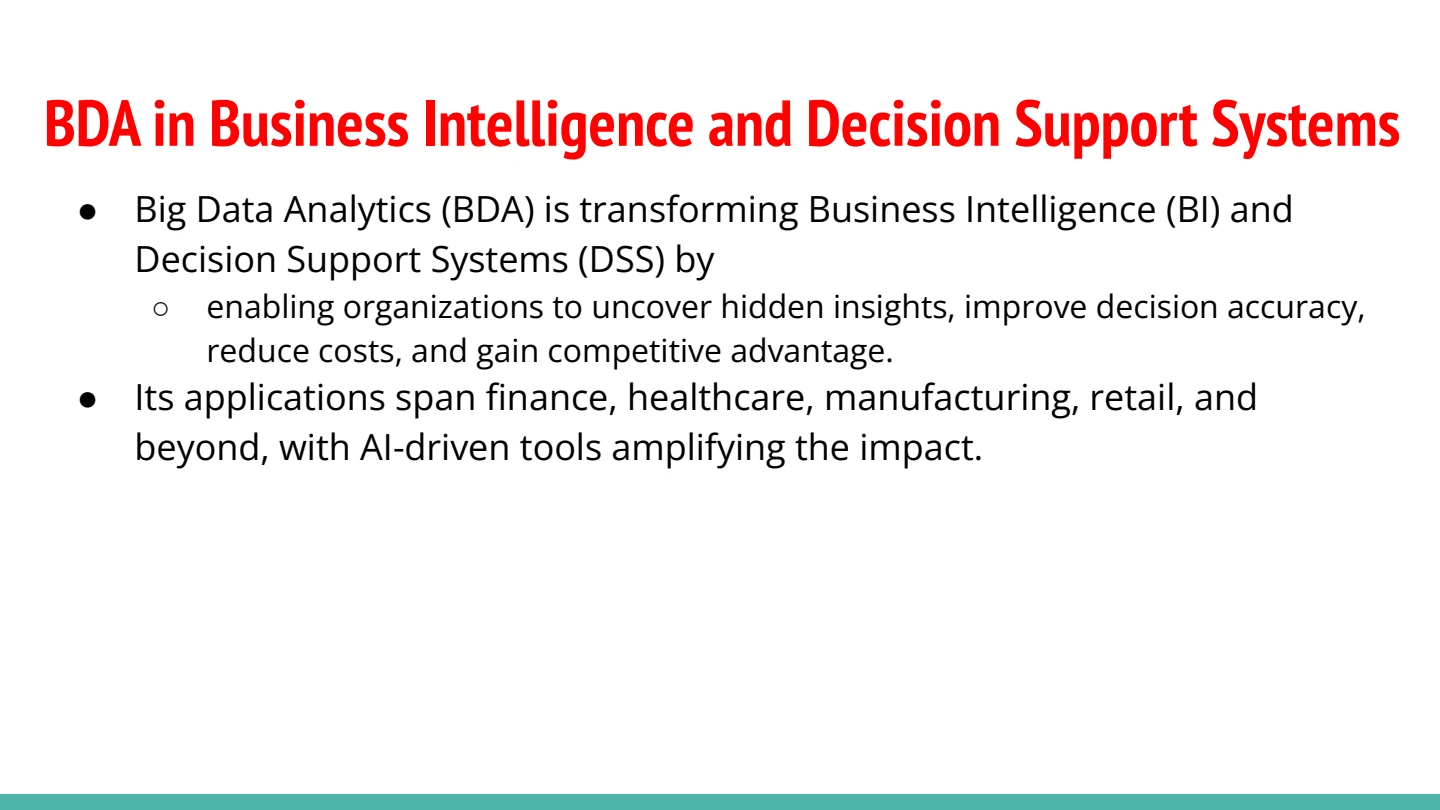 BDA in Business Intelligence and Decision Support Systems
● Big Data Analytics (BDA) is transforming Business Intelligence (BI) and
Decision Support Systems (DSS) by
○ enabling organizations to uncover hidden insights, improve decision accuracy,
reduce costs, and gain competitive advantage.
● Its applications span finance, healthcare, manufacturing, retail, and
beyond, with AI-driven tools amplifying the impact.